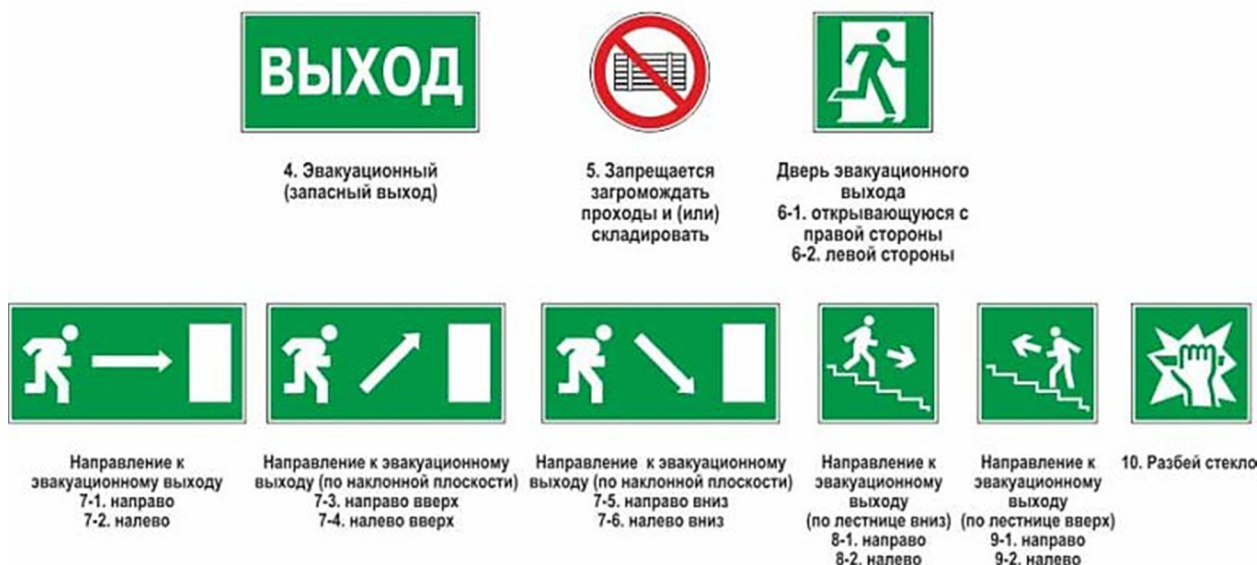 ВЫХОД
4. Эвакуационный
(запасный выход)
5. Запрещается
загромождать
проходы и (или)
складировать
Дверь эвакуационного
выхода
6-1. открывающуюся с
правой стороны
6-2. левой стороны
Направление к
эвакуационному выходу
7-1. направо
7-2. налево
Направление к эвакуационному
выходу (по наклонной плоскости)
7-3. направо вверх
7-4. налево вверх
Направление к эвакуационному
выходу (по наклонной плоскости)
7-5. направо вниз
7-6. налево вниз
Направление к
эвакуационному
выходу
(по лестнице вниз)
8-1. направо
8-2. налево
Направление к
эвакуационному
выходу
(по лестнице вверх)
9-1. направо
9-2. налево
10. Разбей стекло